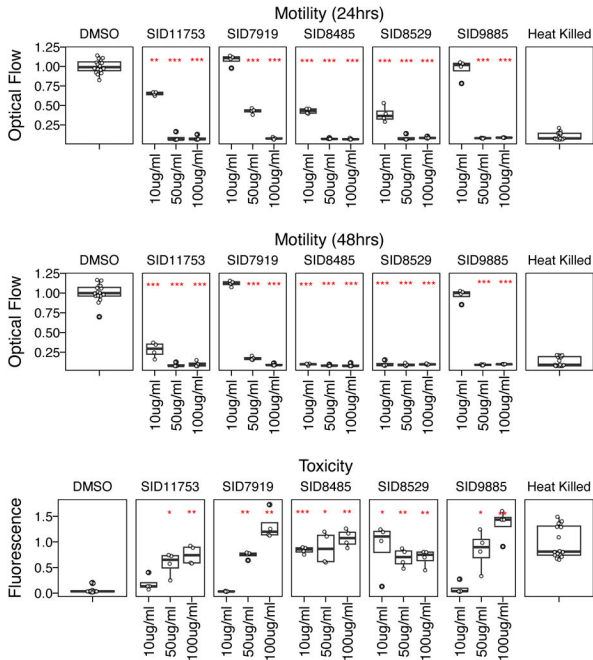 Motility (24hrs)
DMSO SID11753 SID7919 SID8485 SID8529 SID9885 Heat Killed
Optical Flow
1.25
1.00
0.75
0.50
0.25
** *** *** *** *** *** *** *** *** *** *** *** ***
10ug/ml 50ug/ml 100ug/ml 10ug/ml 50ug/ml 100ug/ml 10ug/ml 50ug/ml 100ug/ml 10ug/ml 50ug/ml 100ug/ml 10ug/ml 50ug/ml 100ug/ml
Motility (48hrs)
DMSO SID11753 SID7919 SID8485 SID8529 SID9885 Heat Killed
Optical Flow
1.25
1.00
0.75
0.50
0.25
*** *** *** *** *** *** *** *** *** *** *** *** ***
10ug/ml 50ug/ml 100ug/ml 10ug/ml 50ug/ml 100ug/ml 10ug/ml 50ug/ml 100ug/ml 10ug/ml 50ug/ml 100ug/ml 10ug/ml 50ug/ml 100ug/ml
Toxicity
DMSO SID11753 SID7919 SID8485 SID8529 SID9885 Heat Killed
Fluorescence
1.5
1.0
0.5
0.0
* ** ** ** *** * ** * ** ** * **
10ug/ml 50ug/ml 100ug/ml 10ug/ml 50ug/ml 100ug/ml 10ug/ml 50ug/ml 100ug/ml 10ug/ml 50ug/ml 100ug/ml 10ug/ml 50ug/ml 100ug/ml